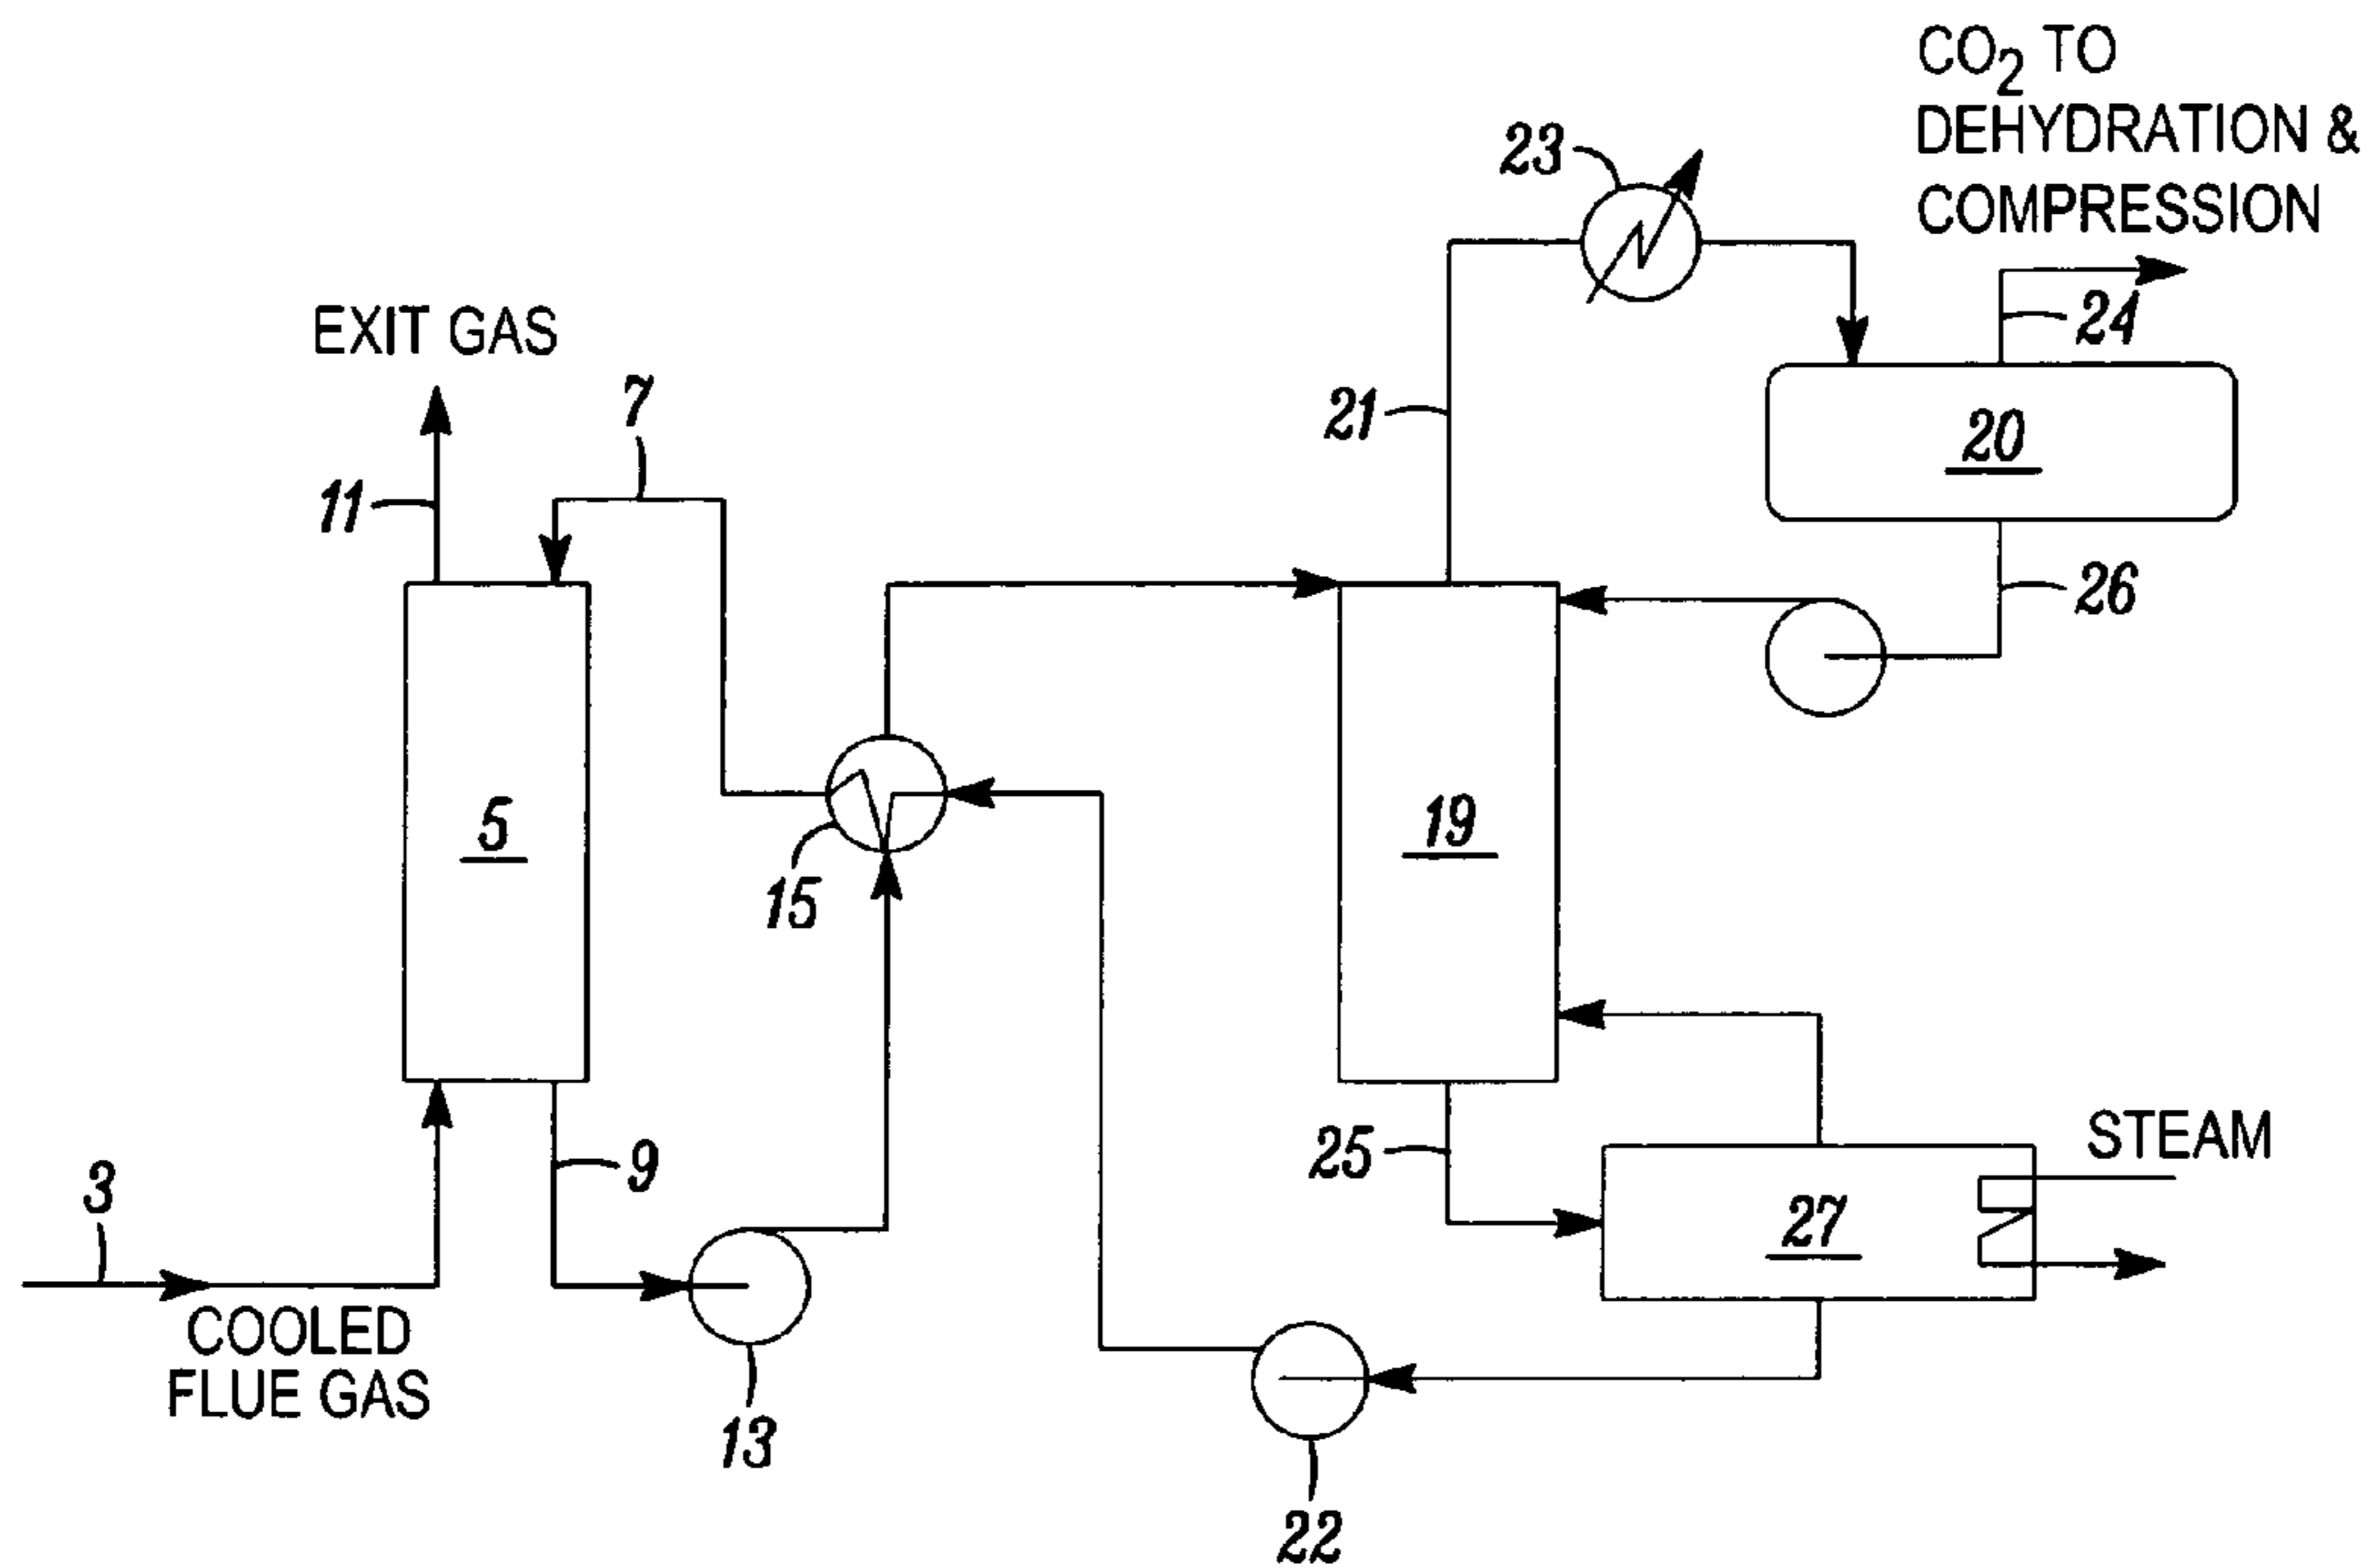 CO2 TO
DEHYDRATION &
COMPRESSION
23
24
EXIT GAS
7
21
20
11
26
5
19
15
9
25
STEAM
3
27
COOLED
FLUE GAS
13
22